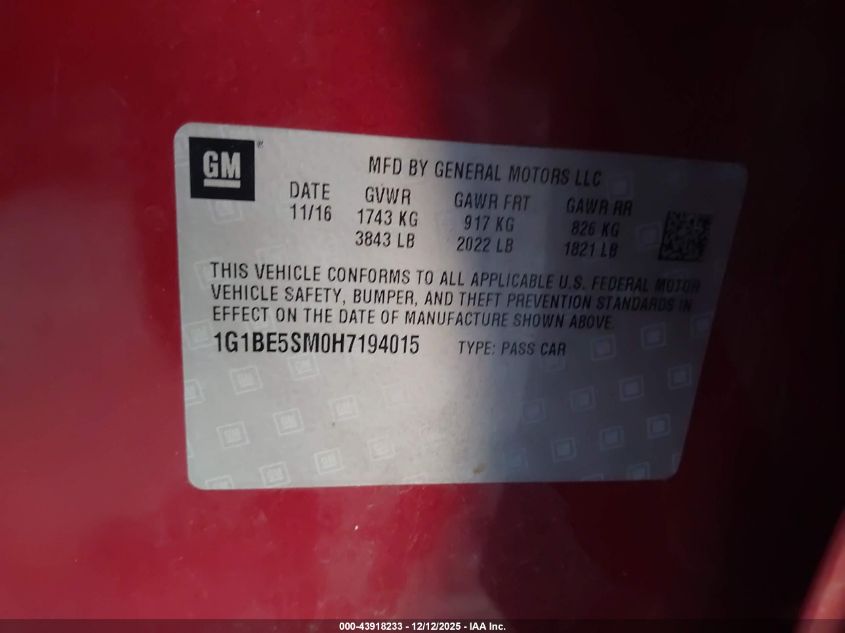 GM
MFD BY GENERAL MOTORS LLC
DATE GVWR GAWR FRT GAWR RR
11/16 1743 KG 917 KG 826 KG
3843 LB 2022 LB 1821 LB
THIS VEHICLE CONFORMS TO ALL APPLICABLE U.S. FEDERAL MOTOR
VEHICLE SAFETY, BUMPER, AND THEFT PREVENTION STANDARDS IN
EFFECT ON THE DATE OF MANUFACTURE SHOWN ABOVE.
1G1BE5SM0H7194015 TYPE: PASS CAR
000-43918233 - 12/12/2025 - IAA Inc.